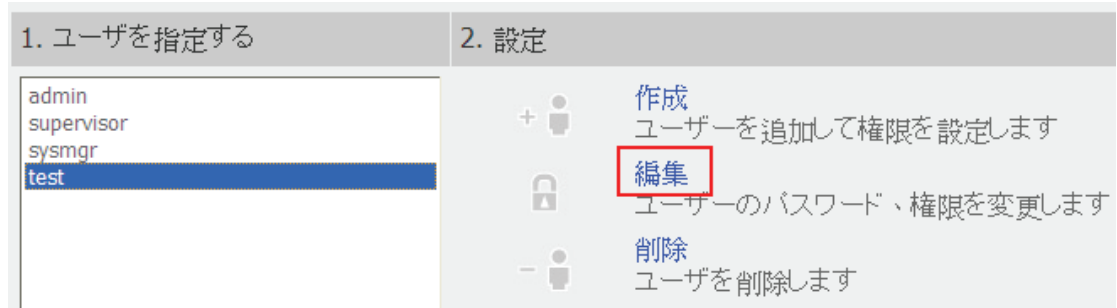 1. ユーザを指定する
2. 設定
admin
supervisor
sysmgr
test
作成
ユーザーを追加して権限を設定します
編集
ユーザーのパスワード、権限を変更します
削除
ユーザを削除します